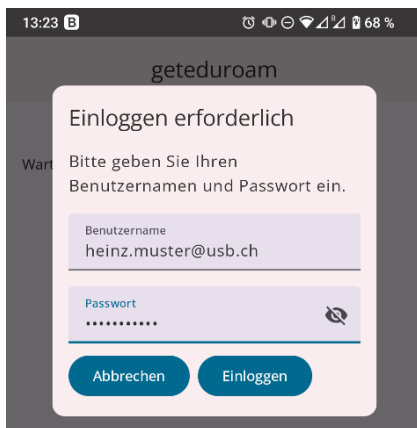 13:23 B 68 %
geteduroam
Einloggen erforderlich
Wart
Bitte geben Sie Ihren
Benutzernamen und Passwort ein.
Benutzername
heinz.muster@usb.ch
Passwort
•••••••••••
Abbrechen Einloggen